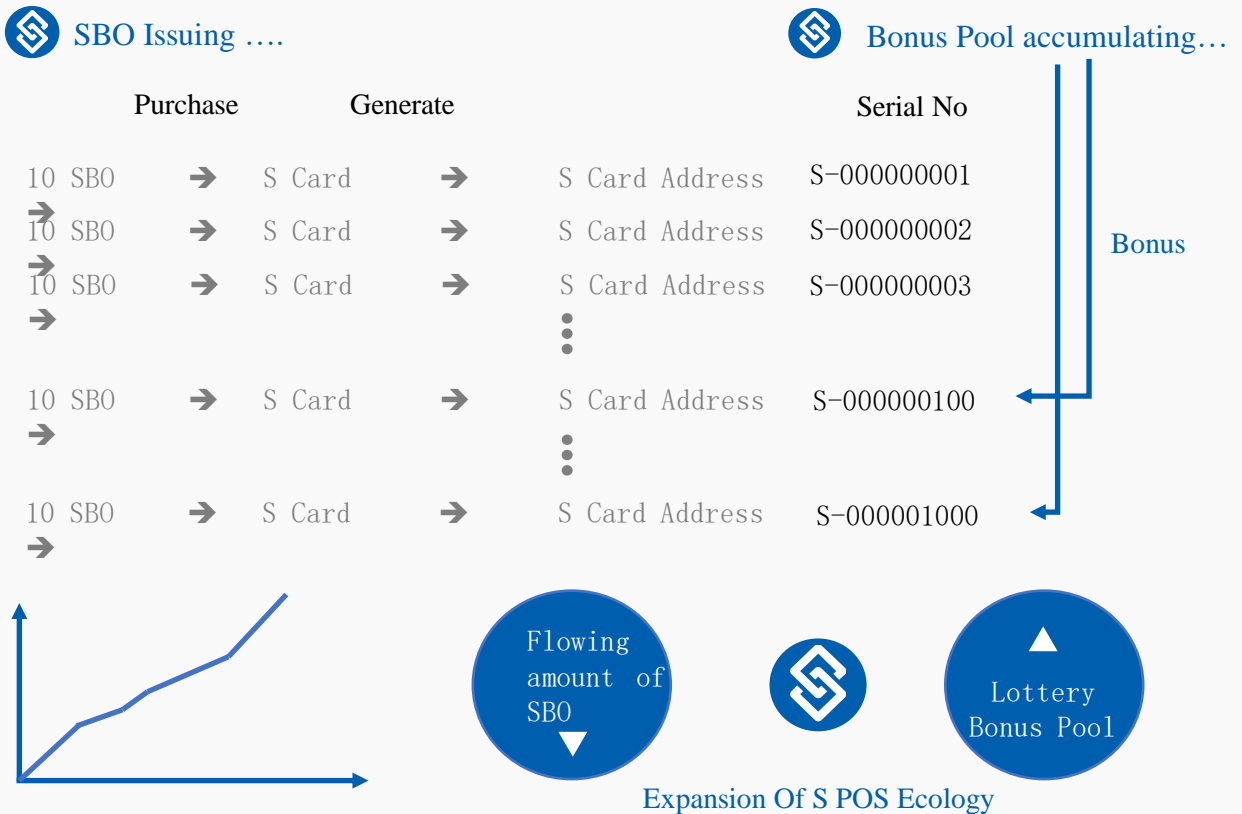 SBO Issuing ….
Bonus Pool accumulating…
Purchase Generate Serial No
10 SBO ➔ S Card ➔ S Card Address S-000000001
➔
10 SBO ➔ S Card ➔ S Card Address S-000000002
➔
10 SBO ➔ S Card ➔ S Card Address S-000000003
➔
Bonus
10 SBO ➔ S Card ➔ S Card Address S-000000100
➔
10 SBO ➔ S Card ➔ S Card Address S-000001000
➔
Flowing
amount of
SBO
Lottery
Bonus Pool
Expansion Of S POS Ecology